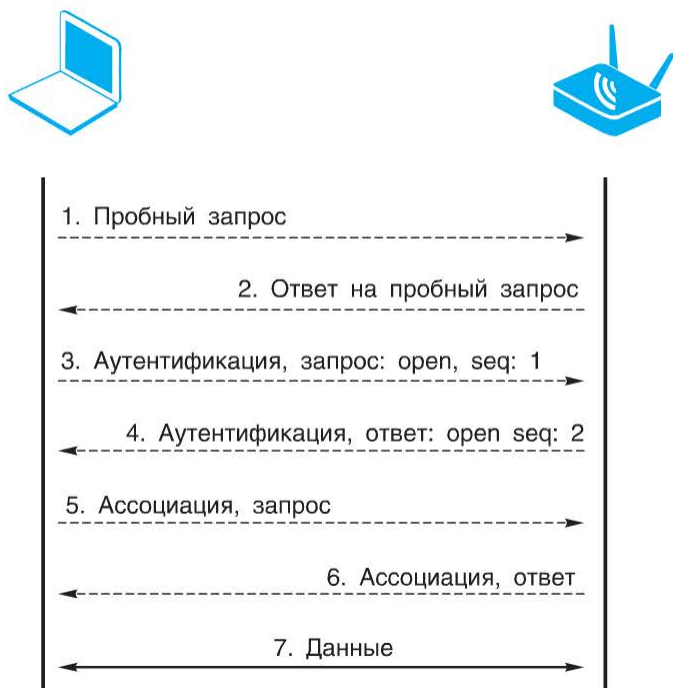 1. Пробный запрос
2. Ответ на пробный запрос
3. Аутентификация, запрос: open, seq: 1
4. Аутентификация, ответ: open seq: 2
5. Ассоциация, запрос
6. Ассоциация, ответ
7. Данные